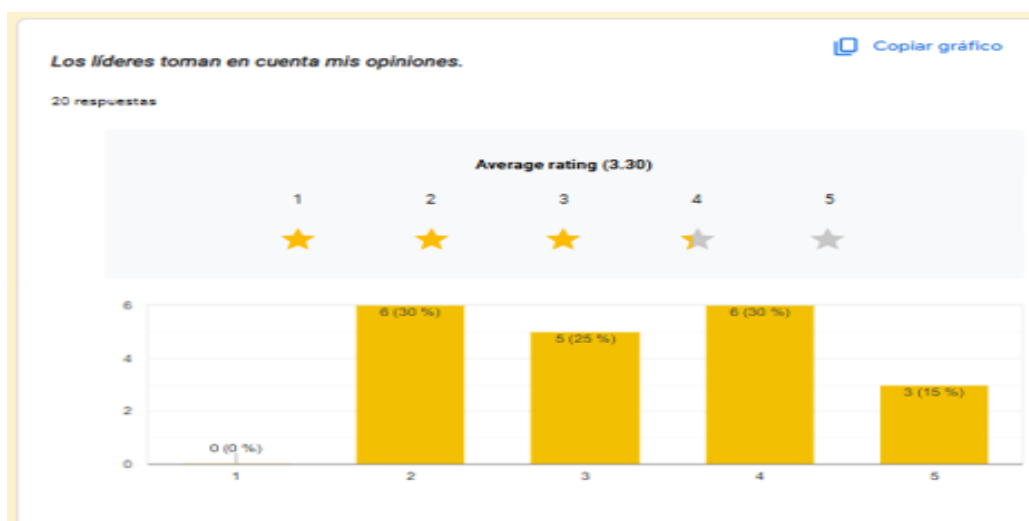 Copiar gráfico
Los líderes toman en cuenta mis opiniones.
20 respuestas
Average rating (3.30)
1 2 3 4 5
6
6 (30 %) 6 (30 %)
5 (25 %)
4
3 (15 %)
2
0 (0 %)
0
1 2 3 4 5